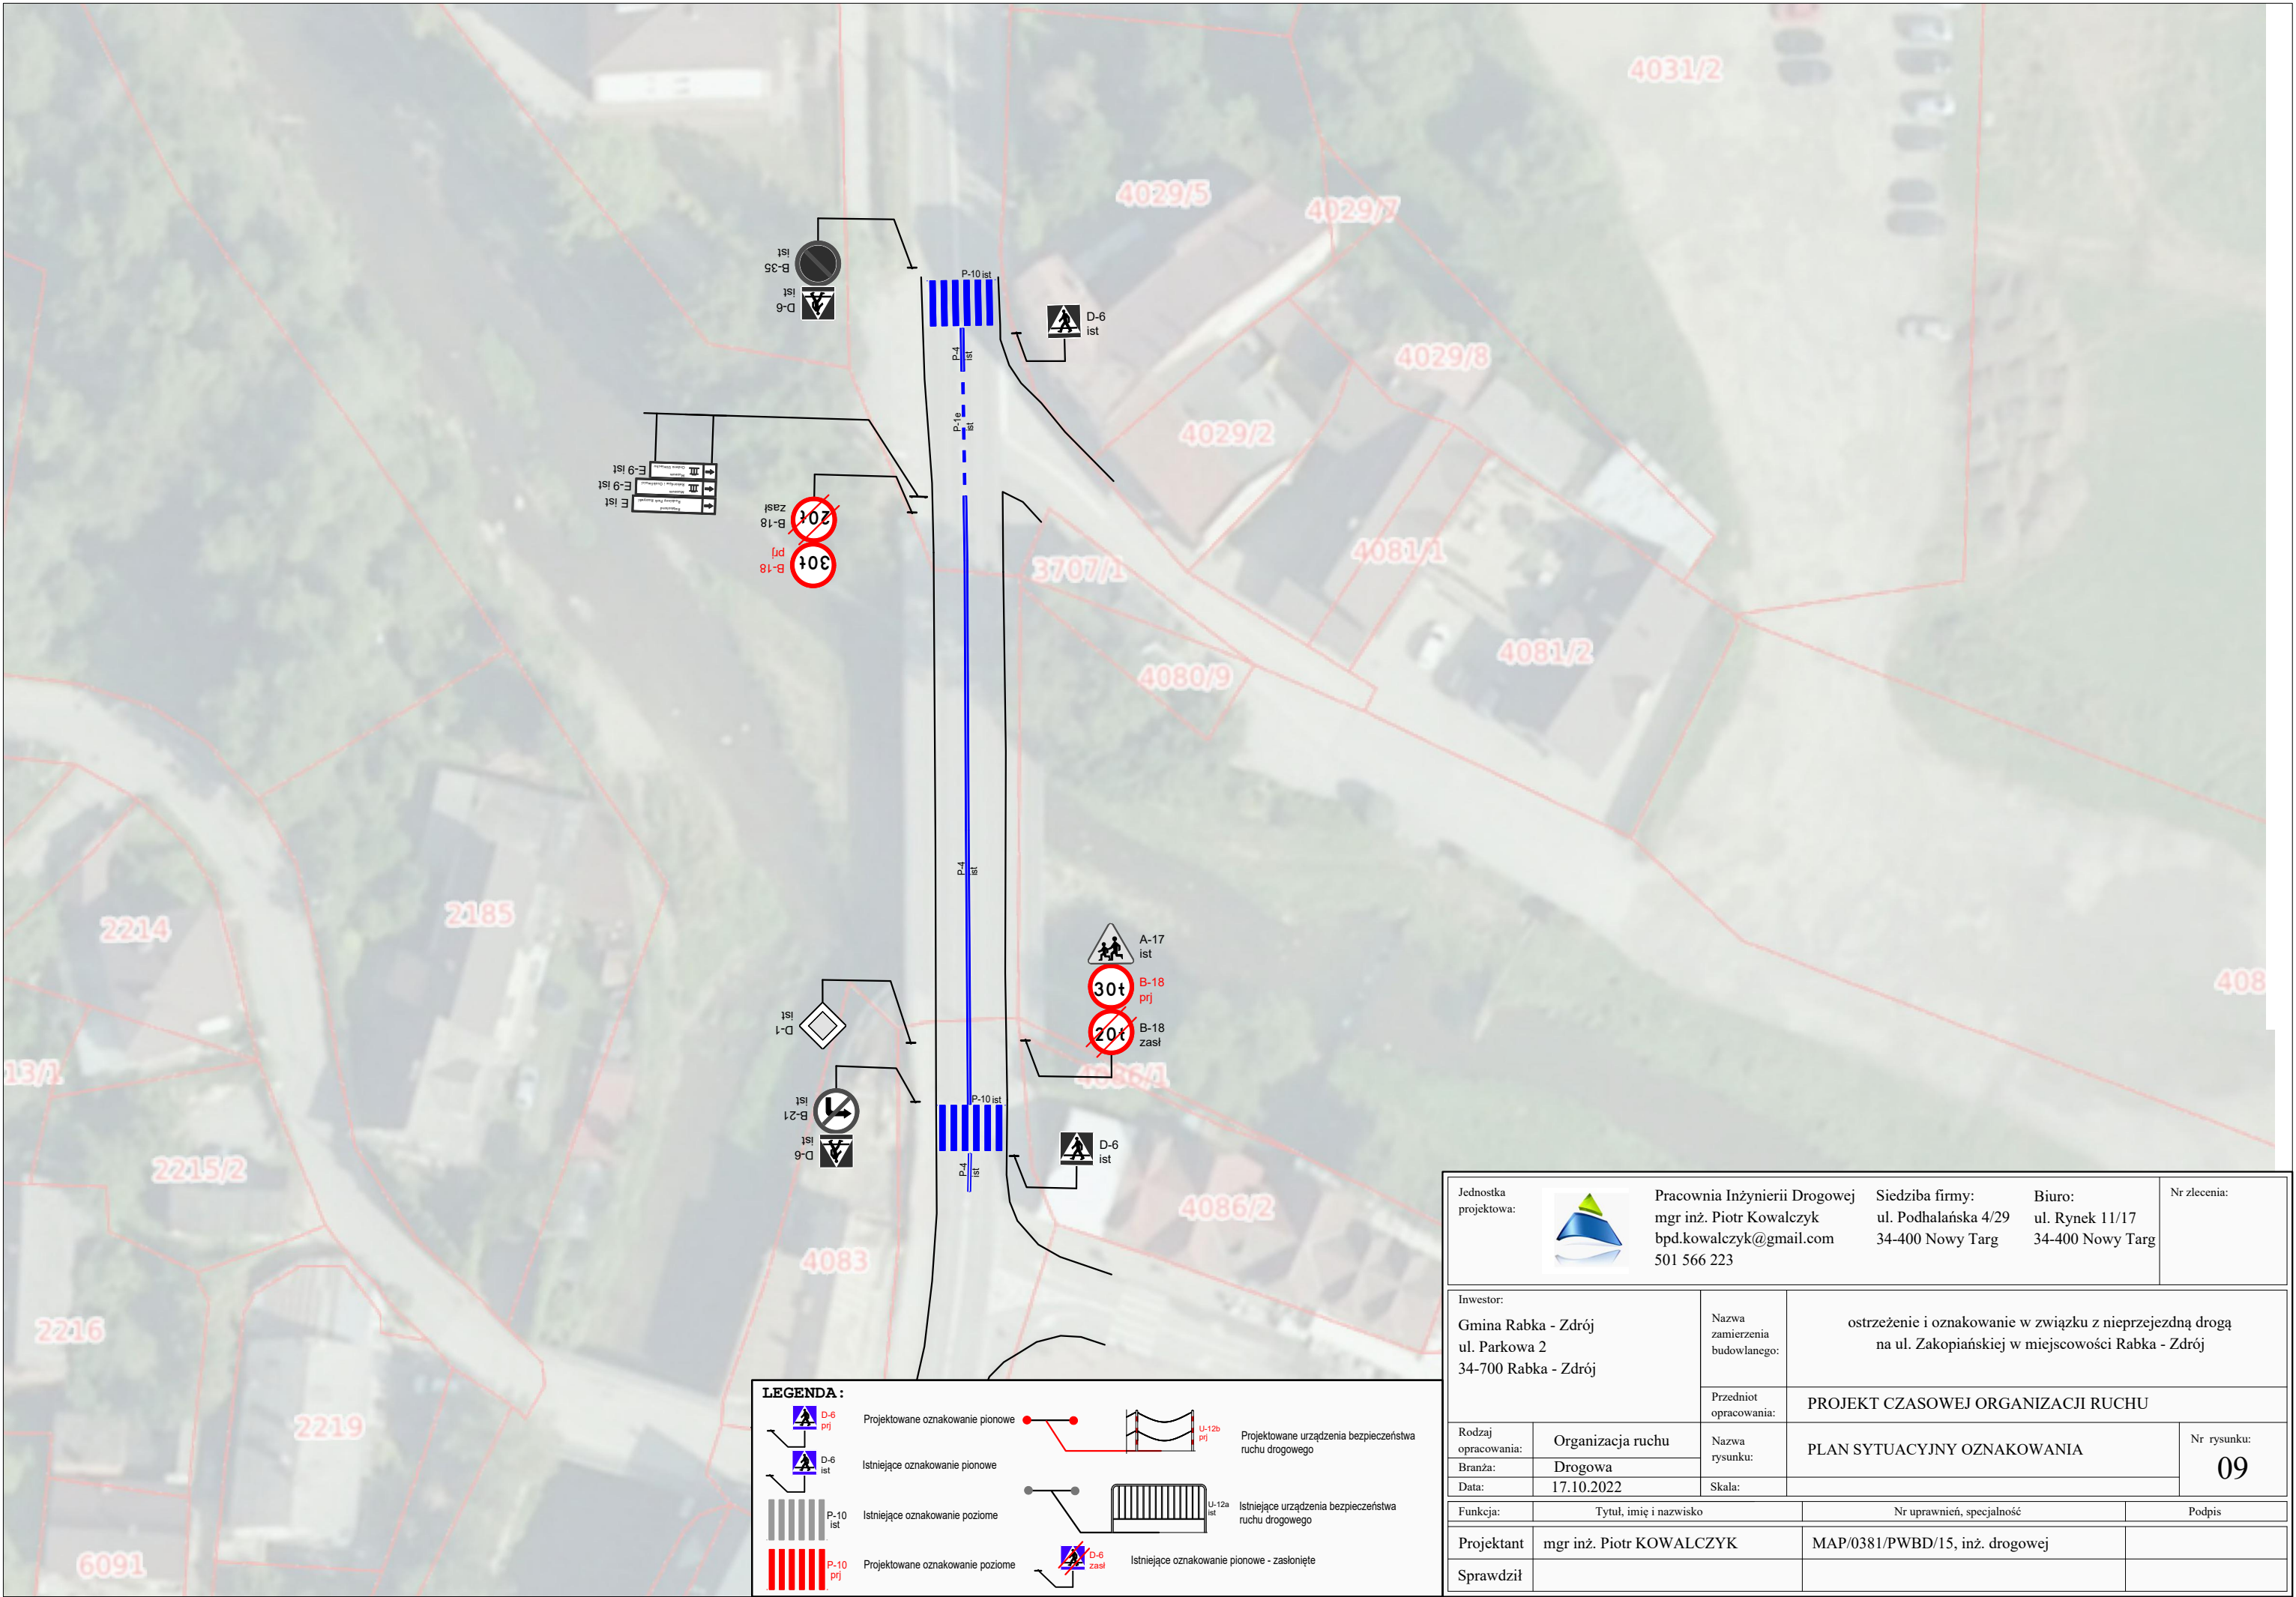 4031/2
4029/5
4029/7
B-35
ist
D-6
ist
P-10 ist
D-6
ist
P-4
ist
4029/8
P-1e
ist
4029/2
E-9 ist
E-9 ist
E ist
20t
B-18
zasł
30t
B-18
prj
4081/1
3707/1
4081/2
4080/9
P-4
ist
2214
2185
A-17
ist
30t
B-18
prj
20t
B-18
zasł
408
D-1
ist
13/1
4086/1
P-10 ist
B-21
ist
D-6
ist
D-6
ist
P-4
ist
2215/2
4086/2
4083
2216
2219
6091
LEGENDA:
D-6
prj
Projektowane oznakowanie pionowe
D-6
ist
Istniejące oznakowanie pionowe
P-10
ist
Istniejące oznakowanie poziome
P-10
prj
Projektowane oznakowanie poziome
U-12b
prj
Projektowane urządzenia bezpieczeństwa
ruchu drogowego
U-12a
ist
Istniejące urządzenia bezpieczeństwa
ruchu drogowego
D-6
zasł
Istniejące oznakowanie pionowe - zasłonięte
Jednostka
projektowa:
Pracownia Inżynierii Drogowej
mgr inż. Piotr Kowalczyk
bpd.kowalczyk@gmail.com
501 566 223
Siedziba firmy:
ul. Podhalańska 4/29
34-400 Nowy Targ
Biuro:
ul. Rynek 11/17
34-400 Nowy Targ
Nr zlecenia:
Inwestor:
Gmina Rabka - Zdrój
ul. Parkowa 2
34-700 Rabka - Zdrój
Nazwa
zamierzenia
budowlanego:
ostrzeżenie i oznakowanie w związku z nieprzejezdną drogą
na ul. Zakopiańskiej w miejscowości Rabka - Zdrój
Przedniot
opracowania:
PROJEKT CZASOWEJ ORGANIZACJI RUCHU
Rodzaj
opracowania:
Organizacja ruchu
Nazwa
rysunku:
PLAN SYTUACYJNY OZNAKOWANIA
Nr rysunku:
09
Branża:
Drogowa
Data:
17.10.2022
Skala:
Funkcja:
Tytuł, imię i nazwisko
Nr uprawnień, specjalność
Podpis
Projektant
mgr inż. Piotr KOWALCZYK
MAP/0381/PWBD/15, inż. drogowej
Sprawdził